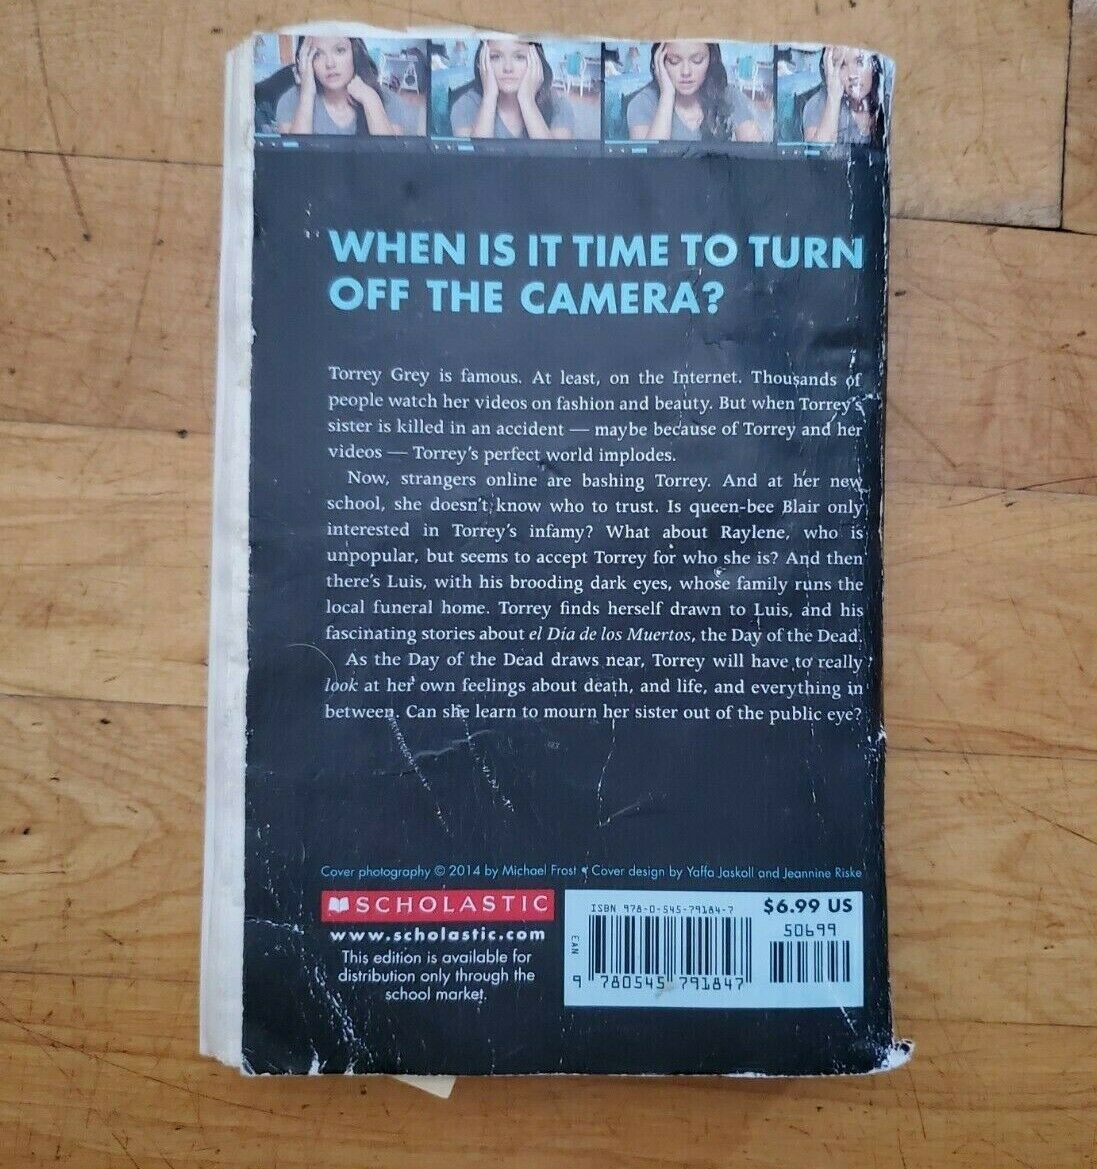 WHEN IS IT TIME TO TURN
OFF THE CAMERA?
Torrey Grey is famous. At least, on the Internet. Thousands of
people watch her videos on fashion and beauty. But when Torrey's
sister is killed in an accident — maybe because of Torrey and her
videos — Torrey's perfect world implodes.
Now, strangers online are bashing Torrey. And at her new
school, she doesn't know who to trust. Is queen-bee Blair only
interested in Torrey's infamy? What about Raylene, who is
unpopular, but seems to accept Torrey for who she is? And then
there's Luis, with his brooding dark eyes, whose family runs the
local funeral home. Torrey finds herself drawn to Luis, and his
fascinating stories about el Día de los Muertos, the Day of the Dead.
As the Day of the Dead draws near, Torrey will have to really
look at her own feelings about death, and life, and everything in
between. Can she learn to mourn her sister out of the public eye?
Cover photography © 2014 by Michael Frost • Cover design by Yaffa Jaskoll and Jeannine Riske
SCHOLASTIC
www.scholastic.com
This edition is available for
distribution only through the
school market.
ISBN 978-0-545-79184-7
$6.99 US
50699
EAN
9 780545 791847